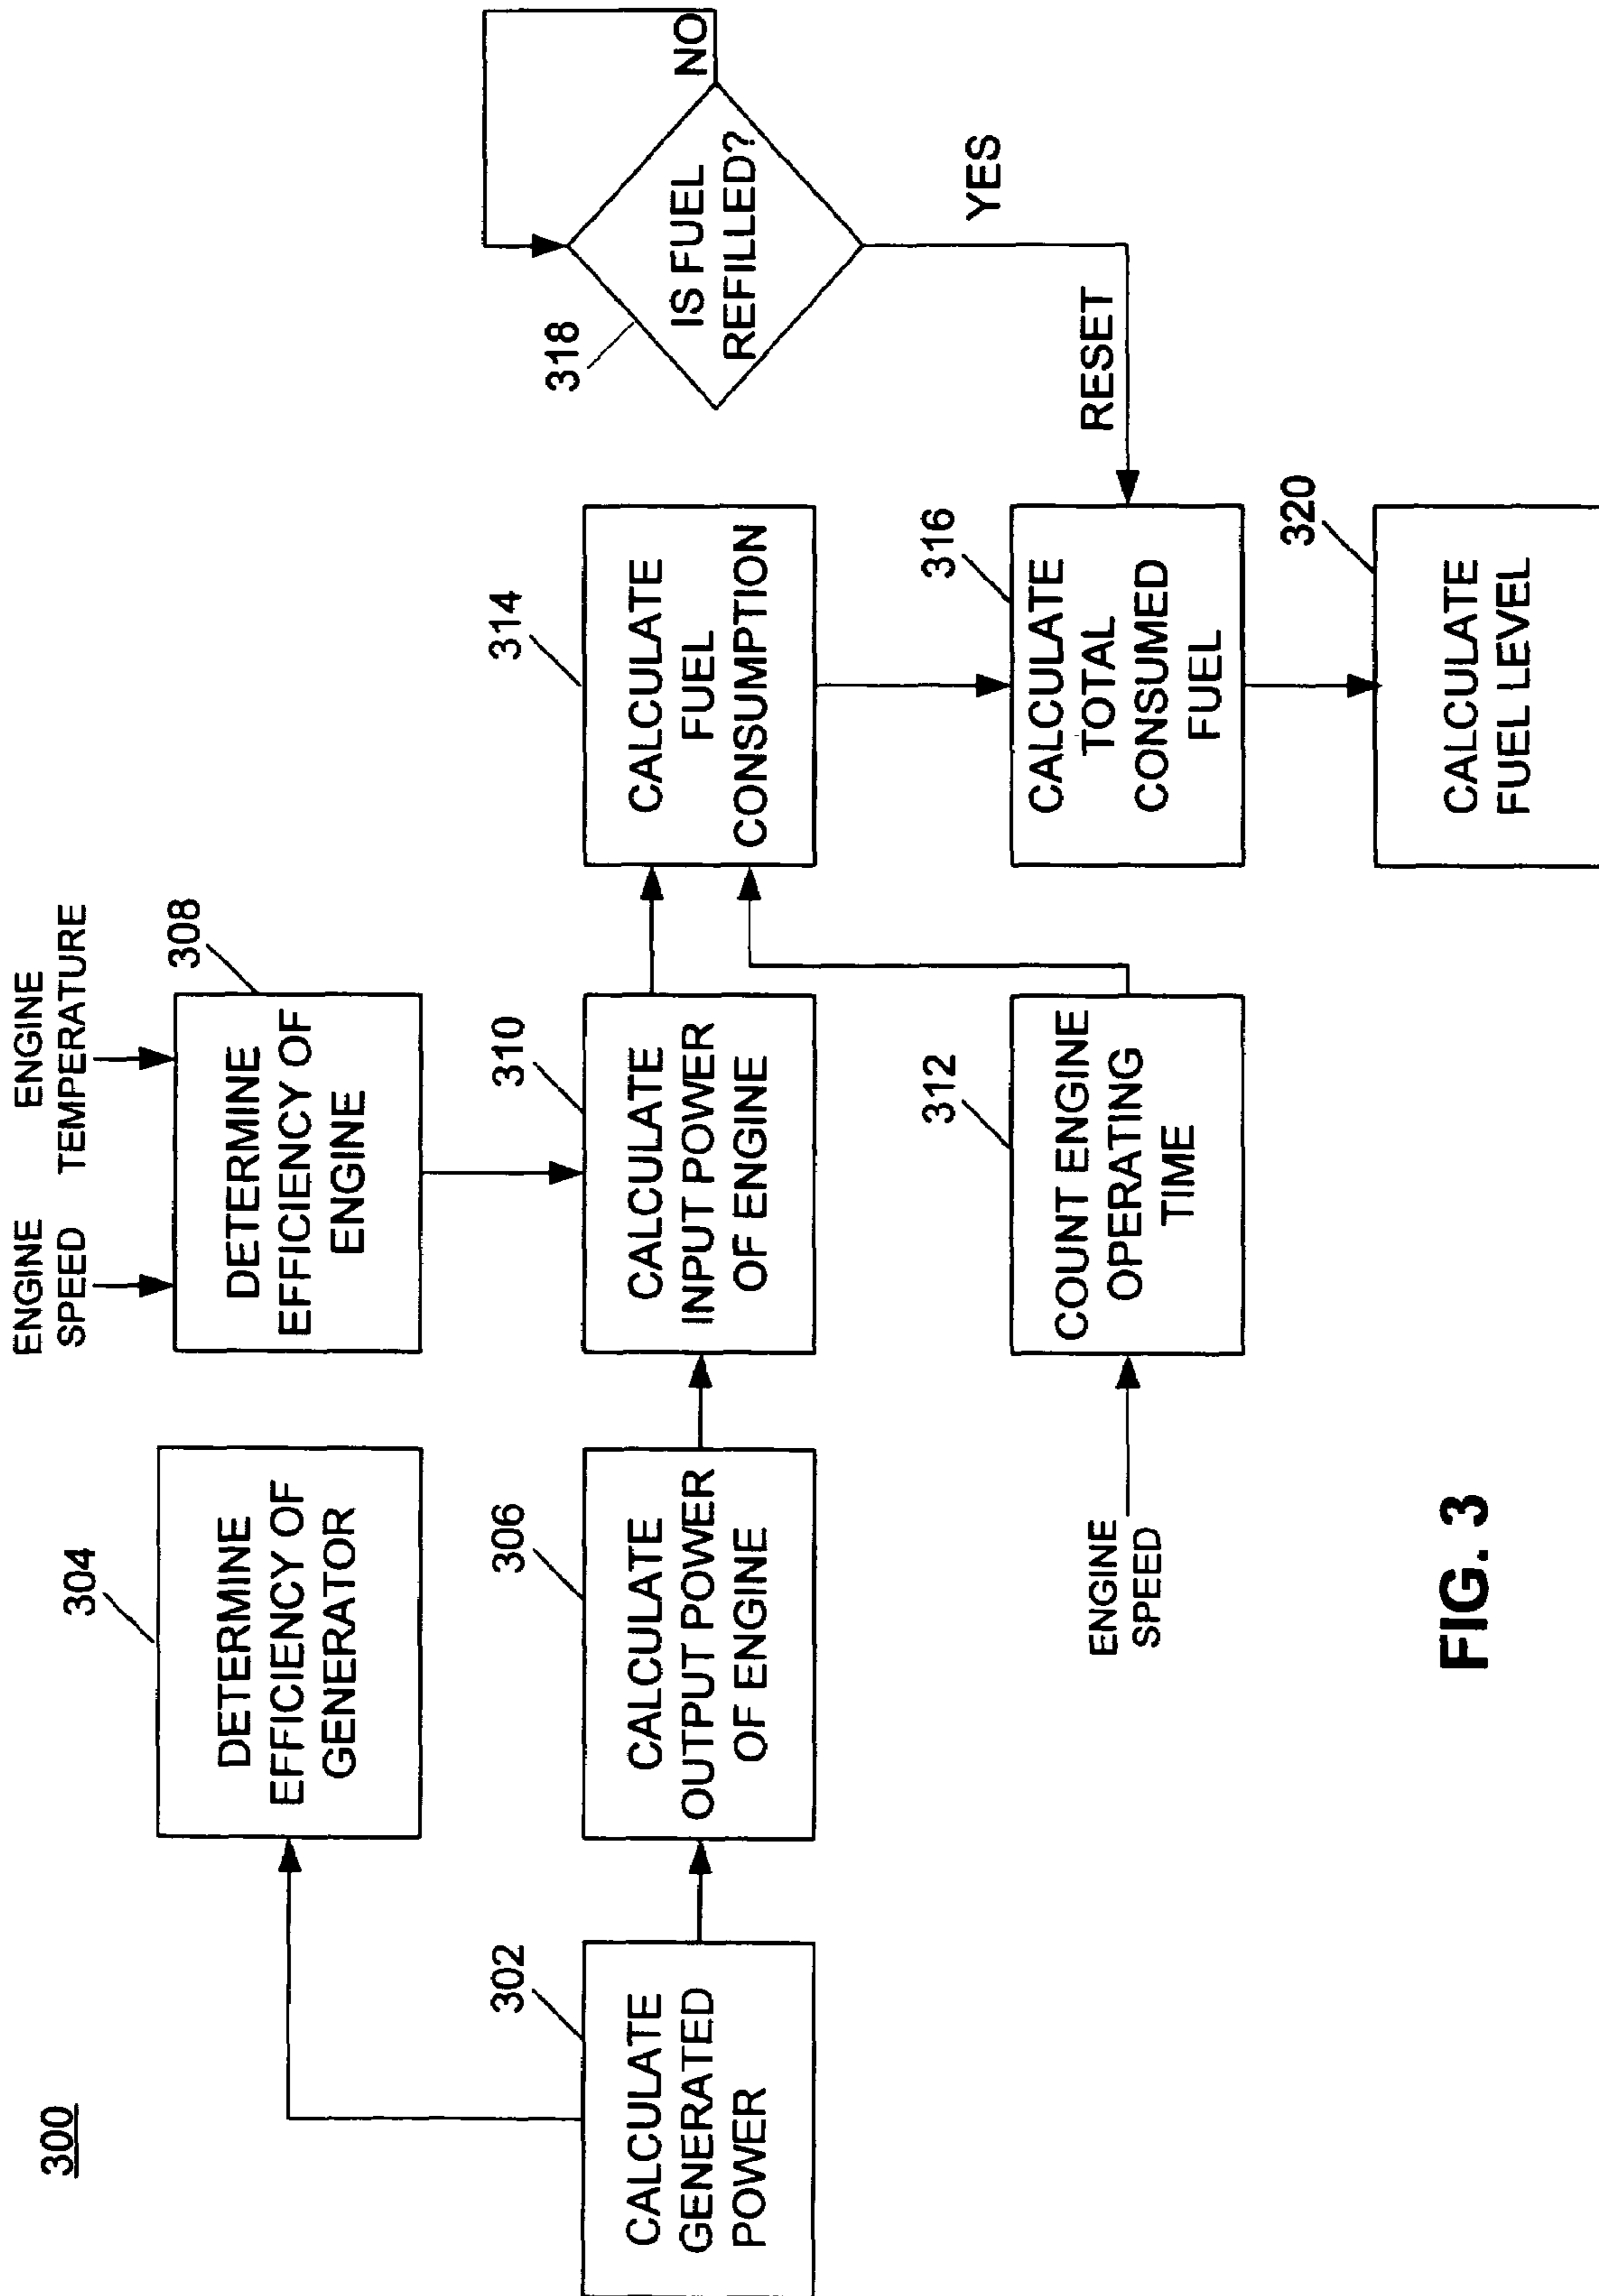 300
ENGINE
SPEED
ENGINE
TEMPERATURE
304
DETERMINE
EFFICIENCY OF
GENERATOR
308
DETERMINE
EFFICIENCY OF
ENGINE
302
CALCULATE
GENERATED
POWER
306
CALCULATE
OUTPUT POWER
OF ENGINE
310
CALCULATE
INPUT POWER
OF ENGINE
314
CALCULATE
FUEL
CONSUMPTION
318
IS FUEL
REFILLED?
NO
YES
RESET
ENGINE
SPEED
312
COUNT ENGINE
OPERATING
TIME
316
CALCULATE
TOTAL
CONSUMED
FUEL
320
CALCULATE
FUEL LEVEL
FIG. 3